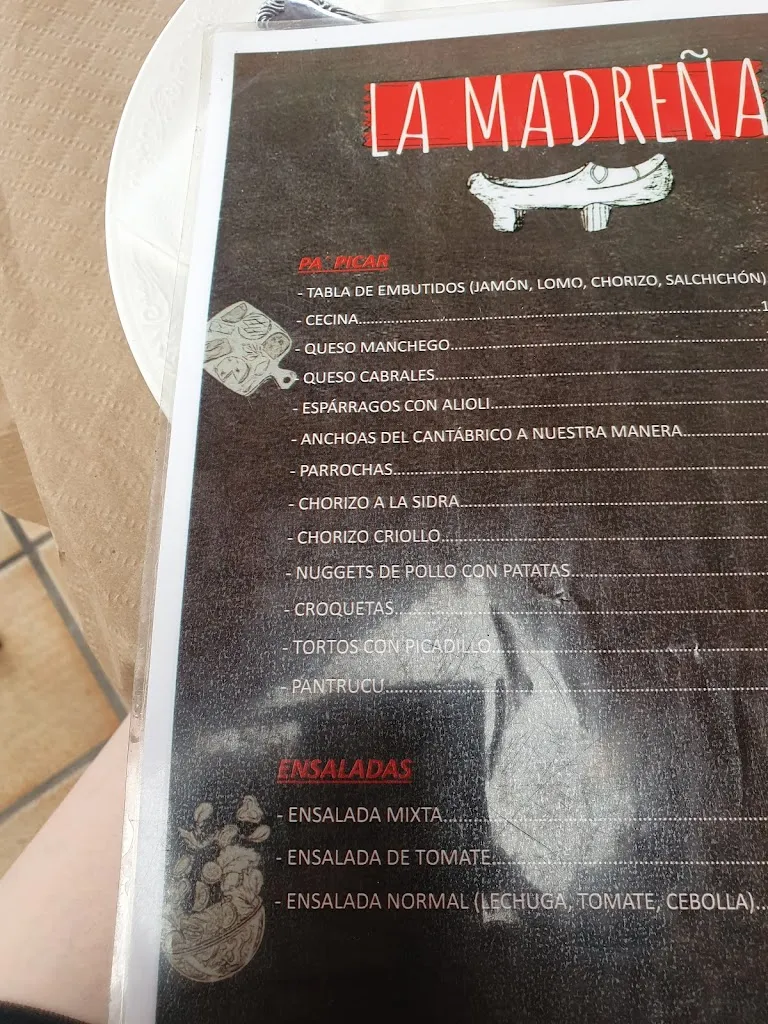 LA MADREÑA
PA´ PICAR
- TABLA DE EMBUTIDOS (JAMÓN, LOMO, CHORIZO, SALCHICHÓN)
- CECINA
- QUESO MANCHEGO
- QUESO CABRALES
- ESPÁRRAGOS CON ALIOLI
- ANCHOAS DEL CANTÁBRICO A NUESTRA MANERA
- PARROCHAS
- CHORIZO A LA SIDRA
- CHORIZO CRIOLLO
- NUGGETS DE POLLO CON PATATAS
- CROQUETAS
- TORTOS CON PICADILLO
- PANTRUCU
ENSALADAS
- ENSALADA MIXTA
- ENSALADA DE TOMATE
- ENSALADA NORMAL (LECHUGA, TOMATE, CEBOLLA)